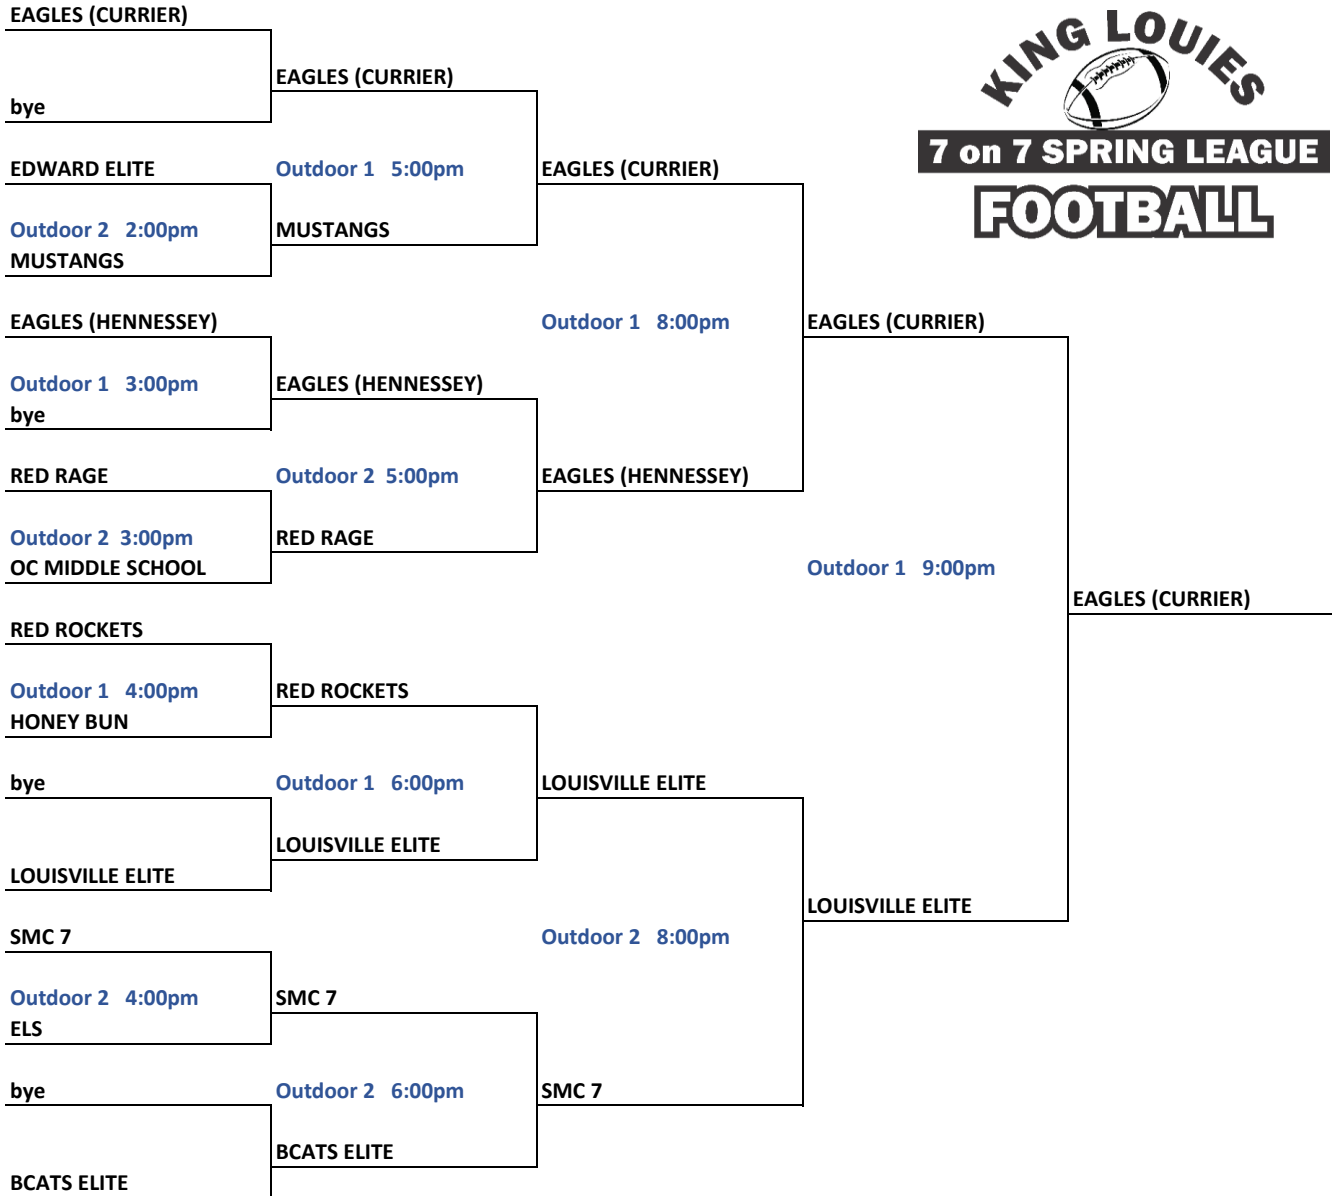 EAGLES (CURRIER)
KING LOUIES
EAGLES (CURRIER)
bye
7 on 7 SPRING LEAGUE
EDWARD ELITE
Outdoor 1 5:00pm
EAGLES (CURRIER)
FOOTBALL
Outdoor 2 2:00pm
MUSTANGS
MUSTANGS
EAGLES (HENNESSEY)
Outdoor 1 8:00pm
EAGLES (CURRIER)
Outdoor 1 3:00pm
EAGLES (HENNESSEY)
bye
RED RAGE
Outdoor 2 5:00pm
EAGLES (HENNESSEY)
Outdoor 2 3:00pm
RED RAGE
OC MIDDLE SCHOOL
Outdoor 1 9:00pm
EAGLES (CURRIER)
RED ROCKETS
Outdoor 1 4:00pm
RED ROCKETS
HONEY BUN
bye
Outdoor 1 6:00pm
LOUISVILLE ELITE
LOUISVILLE ELITE
LOUISVILLE ELITE
LOUISVILLE ELITE
SMC 7
Outdoor 2 8:00pm
Outdoor 2 4:00pm
SMC 7
ELS
bye
Outdoor 2 6:00pm
SMC 7
BCATS ELITE
BCATS ELITE